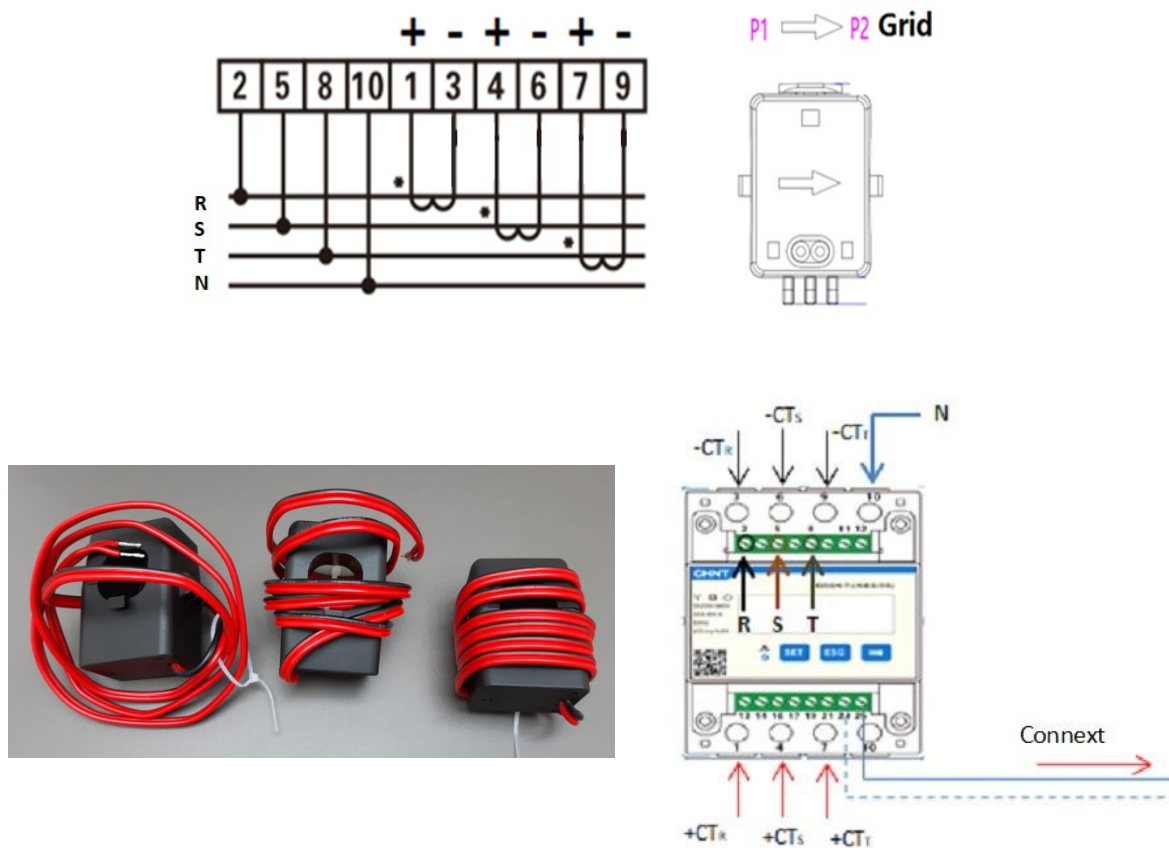 + - + - + -
2 5 8 10 1 3 4 6 7 9
R
S
T
N
P1 P2 Grid
-CTS
N
-CTR
-CTT
3 6 9 10
2 5 8 11 12
CHNT
R S T
SET ESC
13 14 16 17 19 21 24 25
1 4 7 10
Connext
+CTR +CTS +CTT